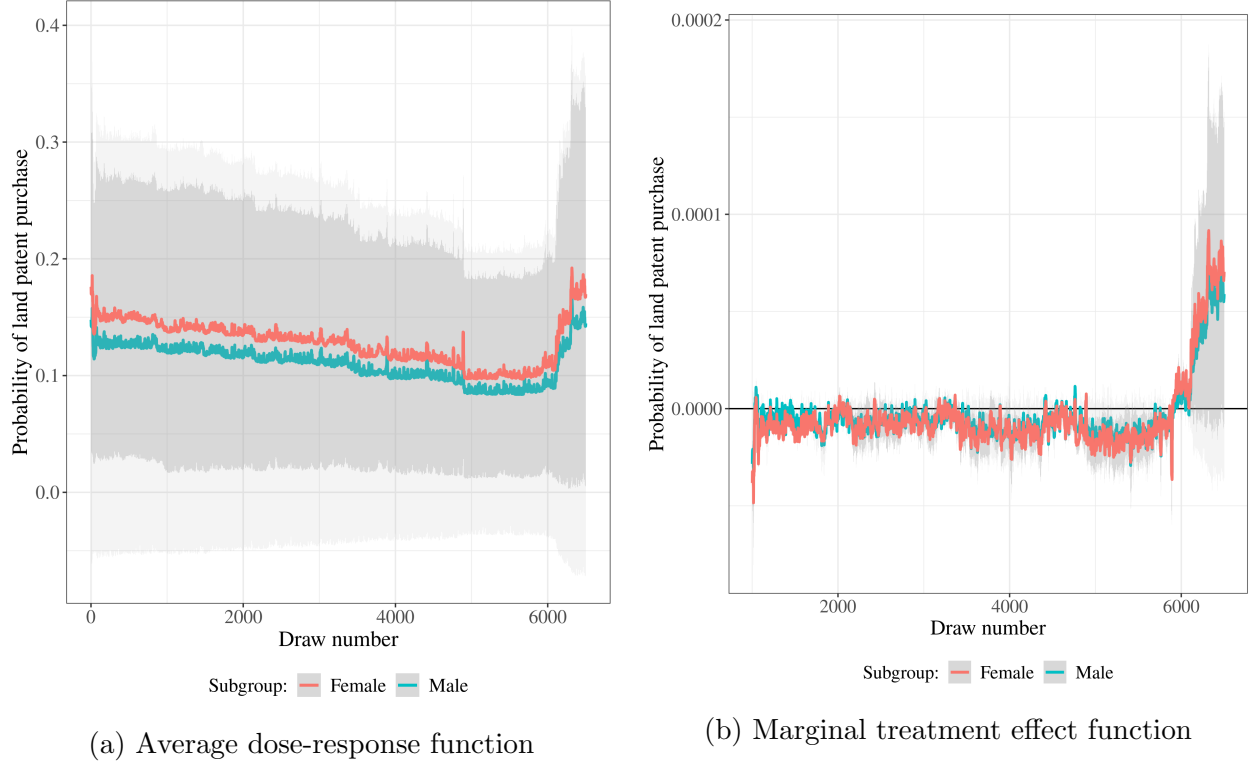 0.4
0.3
0.2
0.1
0.0
Probability of land patent purchase
0 2000 4000 6000
Draw number
Subgroup: Female Male
(a) Average dose-response function
0.0002
0.0001
0.0000
Probability of land patent purchase
2000 4000 6000
Draw number
Subgroup: Female Male
(b) Marginal treatment effect function